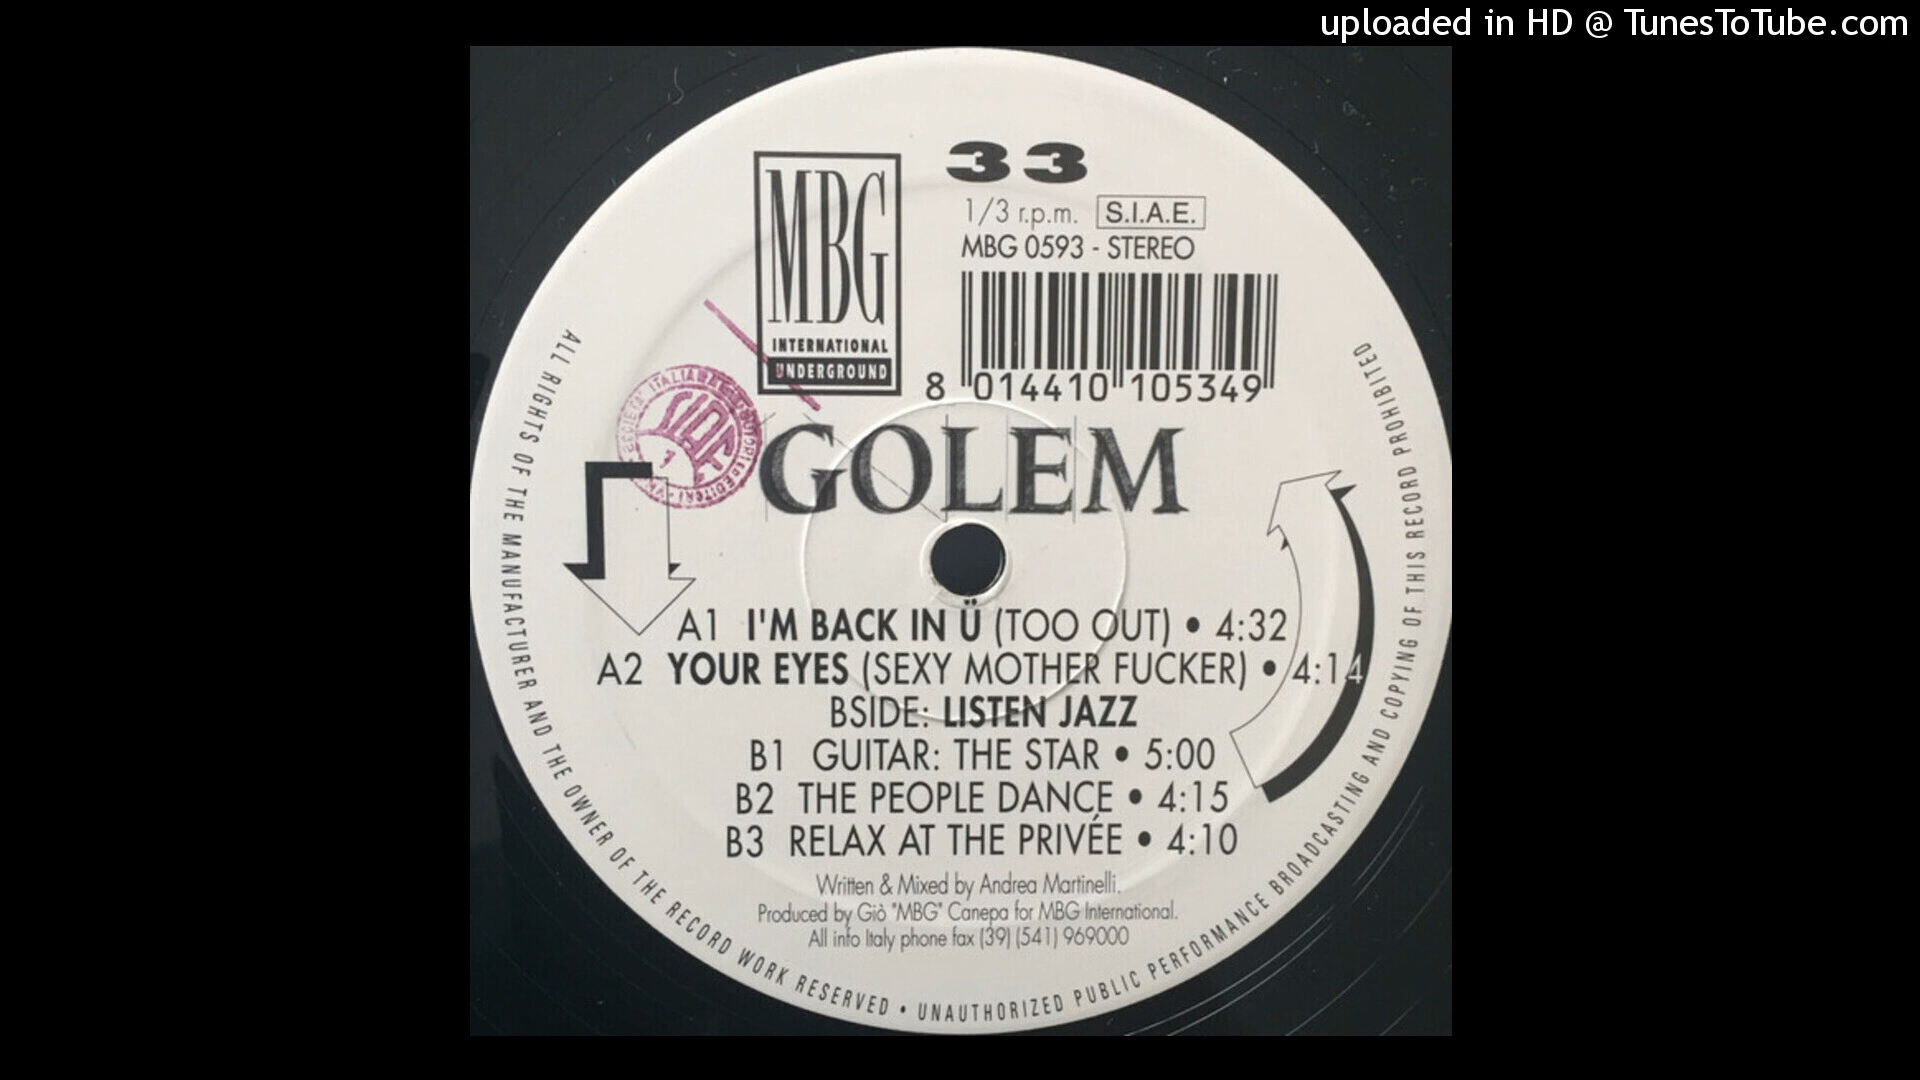 uploaded in HD @ TunesToTube.com
33
1/3 r.p.m. S.I.A.E.
MBG 0593 - STEREO
MBG
INTERNATIONAL
UNDERGROUND
8 014410 105349
GOLEM
A1 I'M BACK IN Ü (TOO OUT) • 4:32
A2 YOUR EYES (SEXY MOTHER FUCKER) • 4:14
BSIDE: LISTEN JAZZ
B1 GUITAR: THE STAR • 5:00
B2 THE PEOPLE DANCE • 4:15
B3 RELAX AT THE PRIVÉE • 4:10
Written & Mixed by Andrea Martinelli.
Produced by Giò "MBG" Canepa for MBG International.
All info Italy phone fax (39) (541) 969000
ALL RIGHTS OF THE MANUFACTURER AND THE OWNER OF THE RECORD WORK RESERVED • UNAUTHORIZED PUBLIC PERFORMANCE BROADCASTING AND COPYING OF THIS RECORD PROHIBITED